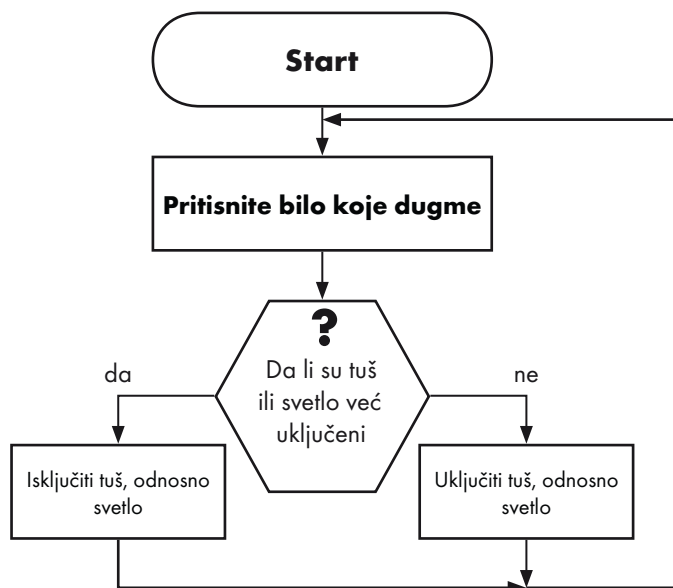 Start
Pritisnite bilo koje dugme
?
Da li su tuš
ili svetlo već
uključeni
da
ne
Isključiti tuš, odnosno
svetlo
Uključiti tuš, odnosno
svetlo